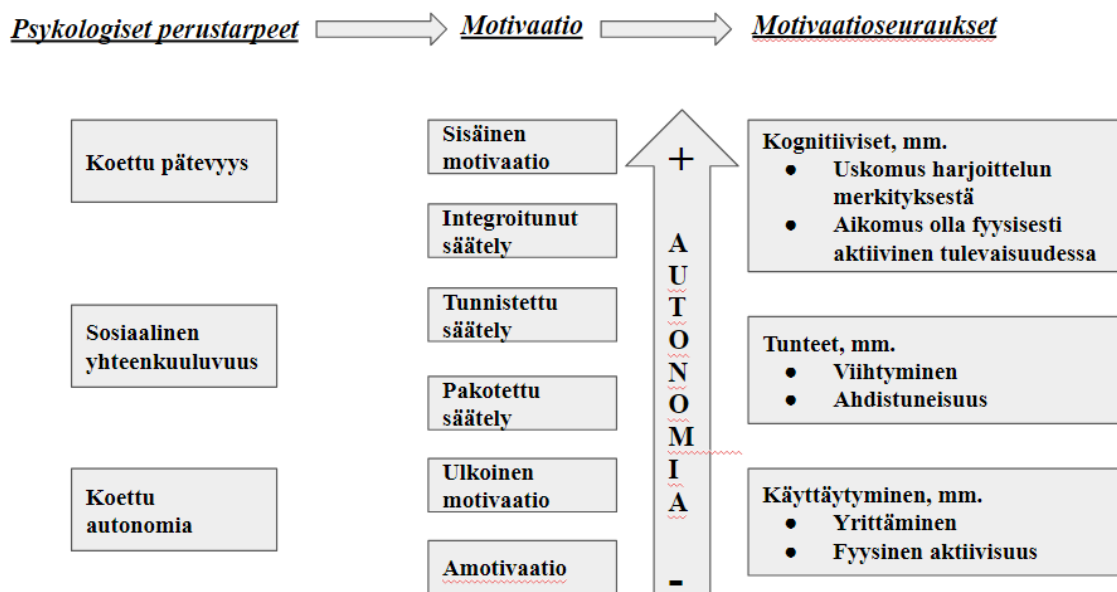 Psykologiset perustarpeet
Motivaatio
Motivaatioseuraukset
Koettu pätevyys
Sosiaalinen
yhteenkuuluvuus
Koettu
autonomia
Sisäinen
motivaatio
Integroitunut
säätely
Tunnistettu
säätely
Pakotettu
säätely
Ulkoinen
motivaatio
Amotivaatio
+
A
U
T
O
N
O
M
I
A
-
Kognitiiviset, mm.
● Uskomus harjoittelun
merkityksestä
● Aikomus olla fyysisesti
aktiivinen tulevaisuudessa
Tunteet, mm.
● Viihtyminen
● Ahdistuneisuus
Käyttäytyminen, mm.
● Yrittäminen
● Fyysinen aktiivisuus